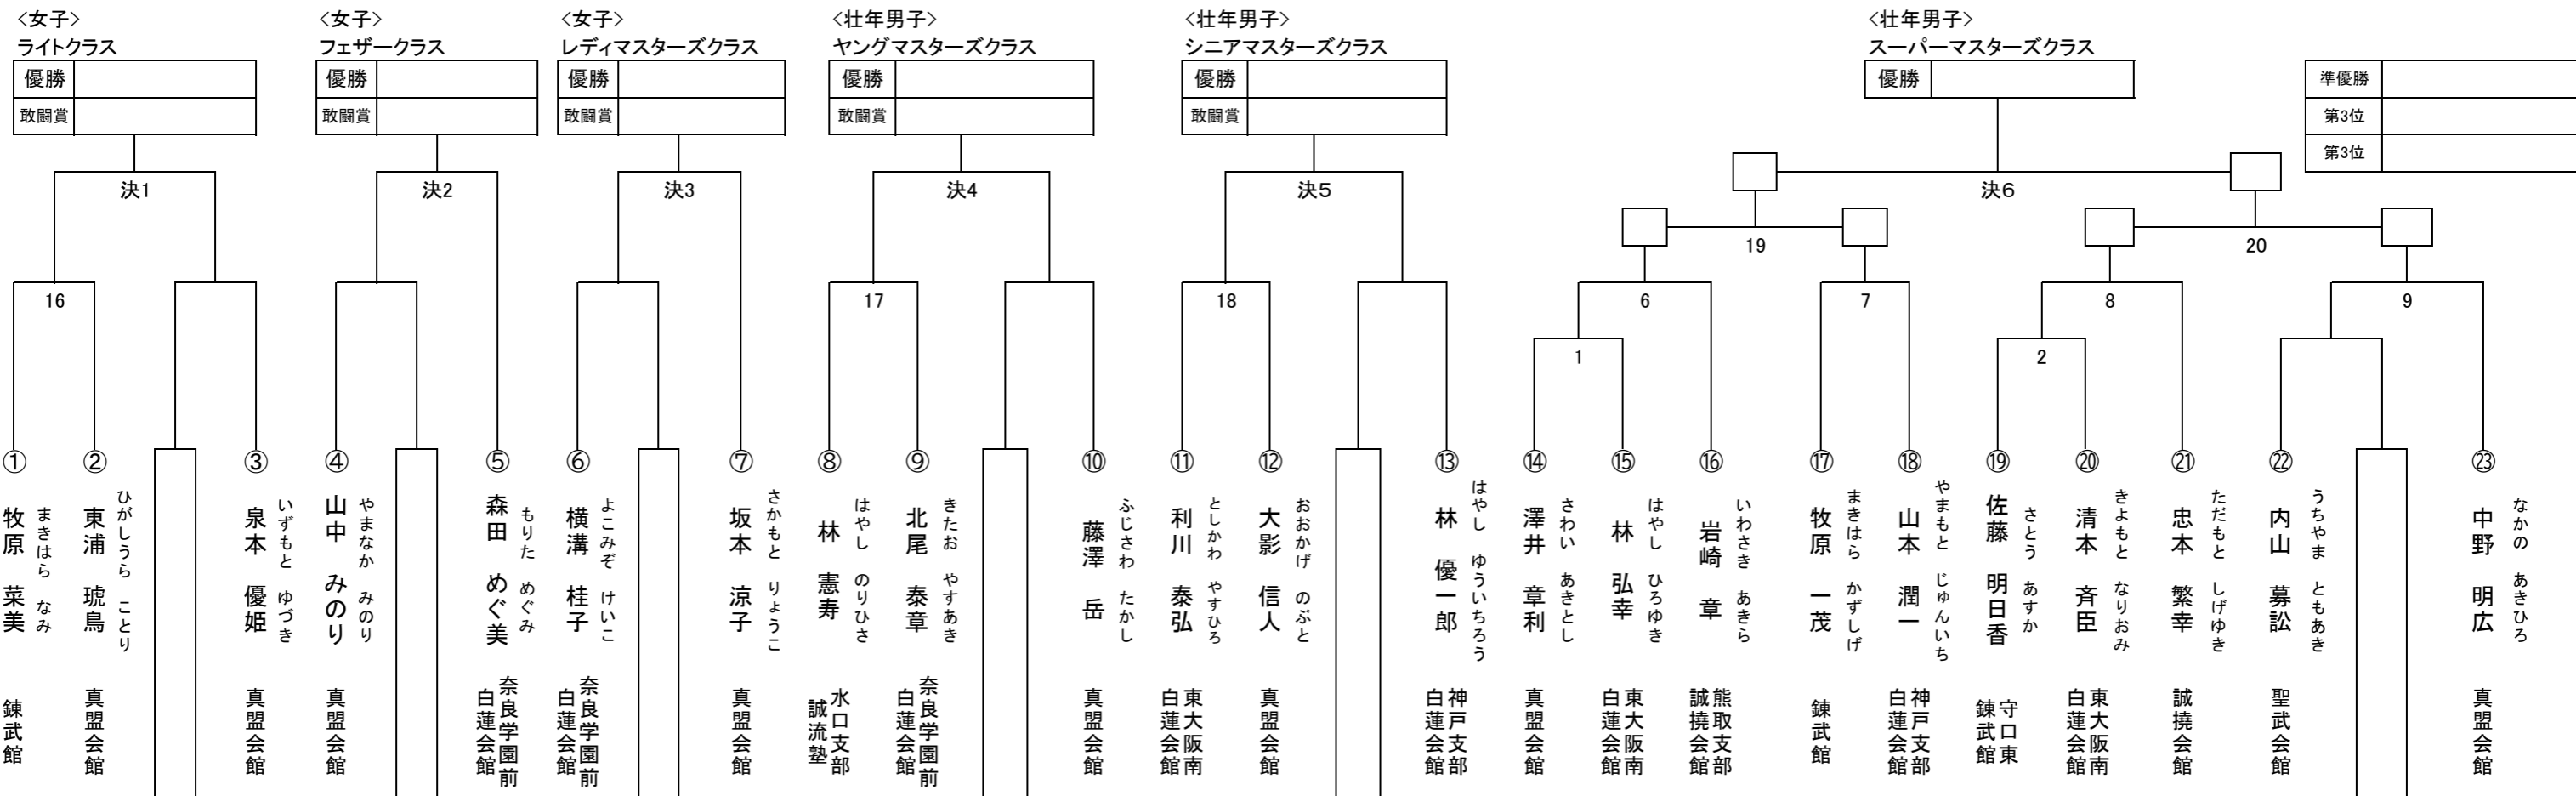 <女子>
ライトクラス
優勝
敢闘賞
決1
16
① 牧原 菜美 まきはら なみ 錬武館
② 東浦 琥鳥 ひがしうら ことり 真盟会館
③ 泉本 優姫 いずもと ゆづき 真盟会館
<女子>
フェザークラス
優勝
敢闘賞
決2
④ 山中 みのり やまなか みのり 真盟会館
⑤ 森田 めぐ美 もりた めぐみ 白蓮会館 奈良学園前
<女子>
レディマスターズクラス
優勝
敢闘賞
決3
⑥ 横溝 桂子 よこみぞ けいこ 白蓮会館 奈良学園前
⑦ 坂本 涼子 さかもと りょうこ 真盟会館
<壮年男子>
ヤングマスターズクラス
優勝
敢闘賞
決4
17
⑧ 林 憲寿 はやし のりひさ 誠流塾 水口支部
⑨ 北尾 泰章 きたお やすあき 白蓮会館 奈良学園前
⑩ 藤澤 岳 ふじさわ たかし 真盟会館
<壮年男子>
シニアマスターズクラス
優勝
敢闘賞
決5
18
⑪ 利川 泰弘 としかわ やすひろ 白蓮会館 東大阪南
⑫ 大影 信人 おおかげ のぶと 真盟会館
⑬ 林 優一郎 はやし ゆういちろう 白蓮会館 神戸支部
<壮年男子>
スーパーマスターズクラス
優勝
準優勝
第3位
第3位
決6
19
20
6
7
8
9
1
2
⑭ 澤井 章利 さわい あきとし 真盟会館
⑮ 林 弘幸 はやし ひろゆき 白蓮会館 東大阪南
⑯ 岩崎 章 いわさき あきら 誠撓会館 熊取支部
⑰ 牧原 一茂 まきはら かずしげ 錬武館
⑱ 山本 潤一 やまもと じゅんいち 白蓮会館 神戸支部
⑲ 佐藤 明日香 さとう あすか 錬武館 守口東
⑳ 清本 斉臣 きよもと なりおみ 白蓮会館 東大阪南
㉑ 忠本 繁幸 ただもと しげゆき 誠撓会館
㉒ 内山 募訟 うちやま ともあき 聖武会館
㉓ 中野 明広 なかの あきひろ 真盟会館